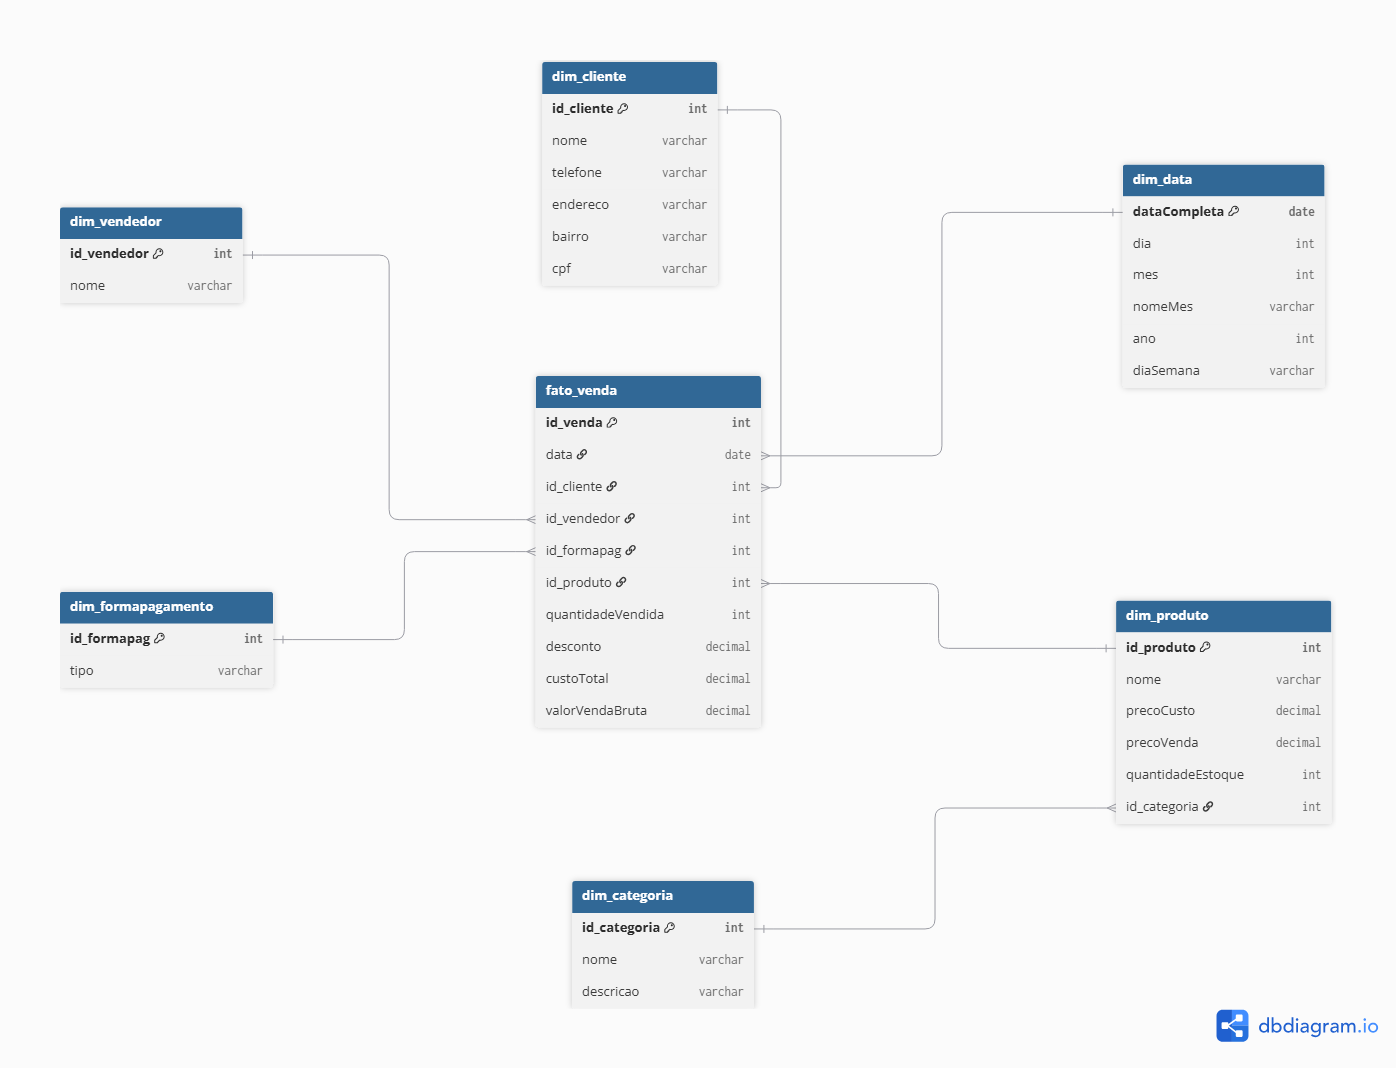 dim_cliente
id_cliente int
nome varchar
telefone varchar
endereco varchar
bairro varchar
cpf varchar
dim_data
dataCompleta date
dia int
mes int
nomeMes varchar
ano int
diaSemana varchar
dim_vendedor
id_vendedor int
nome varchar
fato_venda
id_venda int
data date
id_cliente int
id_vendedor int
id_formapag int
id_produto int
quantidadeVendida int
desconto decimal
custoTotal decimal
valorVendaBruta decimal
dim_formapagamento
id_formapag int
tipo varchar
dim_produto
id_produto int
nome varchar
precoCusto decimal
precoVenda decimal
quantidadeEstoque int
id_categoria int
dim_categoria
id_categoria int
nome varchar
descricao varchar
dbdiagram.io